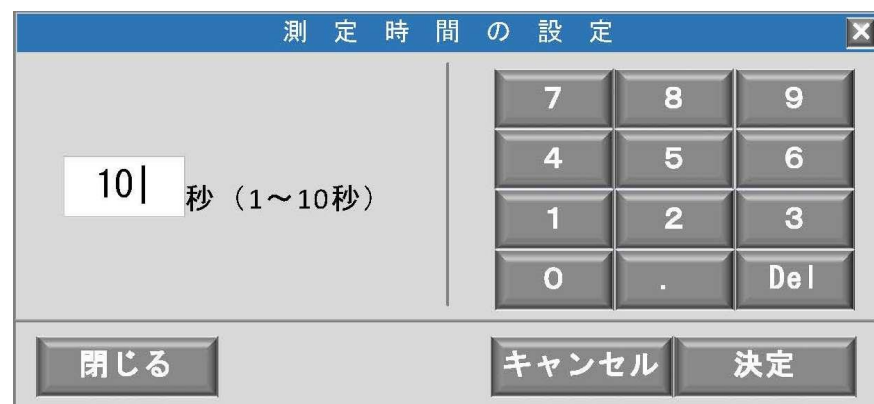 測定時間の設定
×
7 8 9
4 5 6
10 秒（1～10秒）
1 2 3
0 . Del
閉じる キャンセル 決定